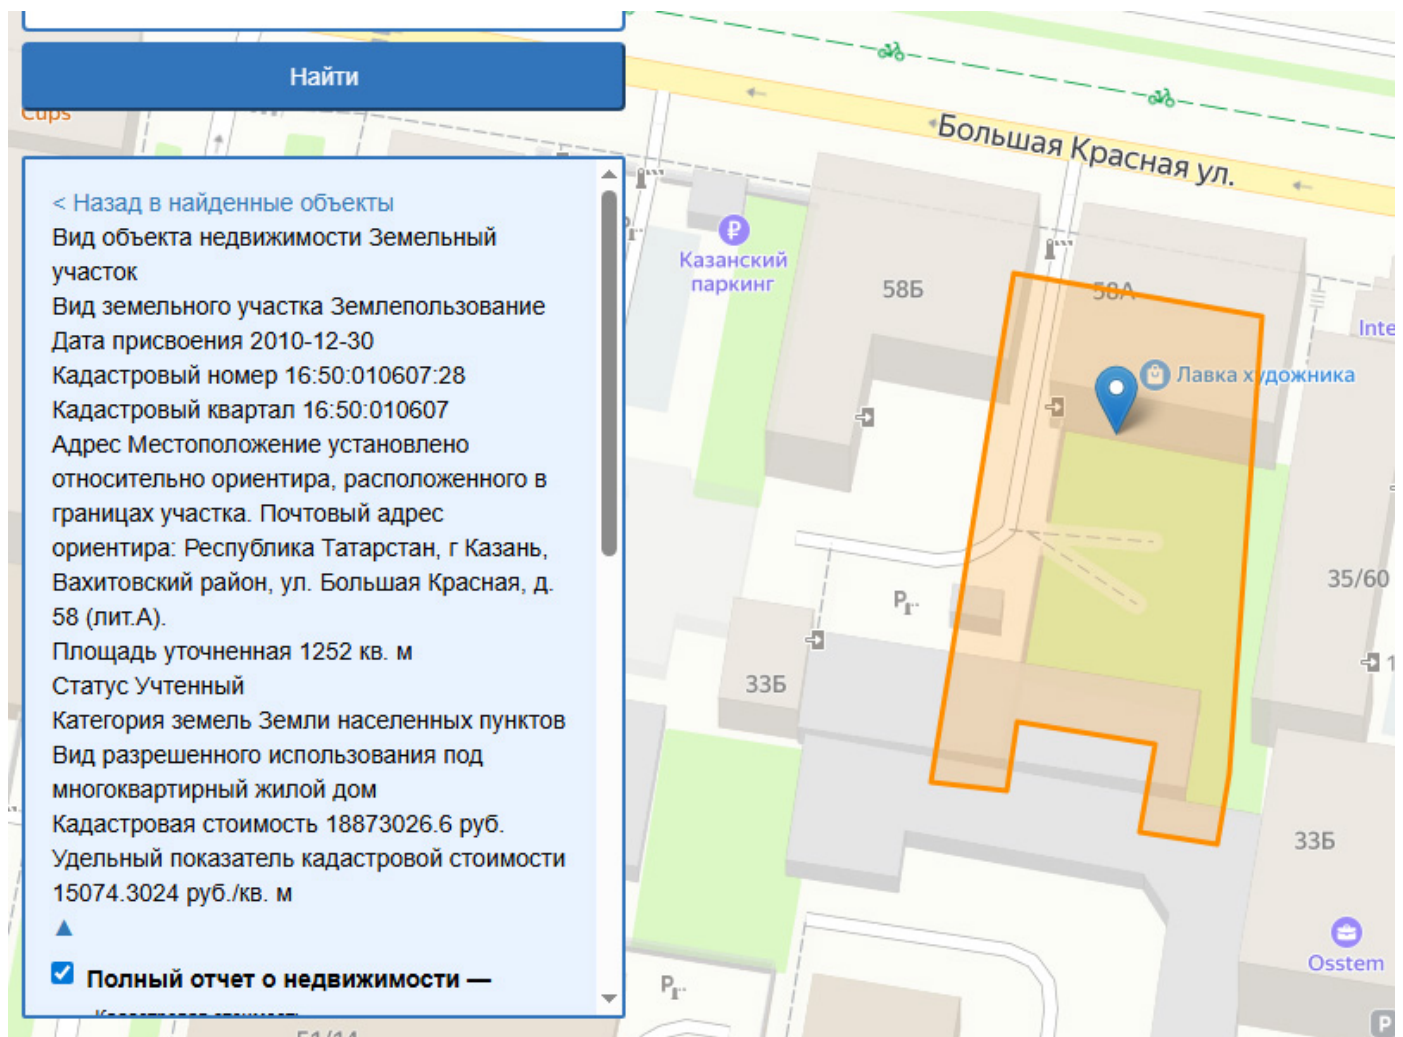 Найти
Cups
< Назад в найденные объекты
Вид объекта недвижимости Земельный
участок
Вид земельного участка Землепользование
Дата присвоения 2010-12-30
Кадастровый номер 16:50:010607:28
Кадастровый квартал 16:50:010607
Адрес Местоположение установлено
относительно ориентира, расположенного в
границах участка. Почтовый адрес
ориентира: Республика Татарстан, г Казань,
Вахитовский район, ул. Большая Красная, д.
58 (лит.А).
Площадь уточненная 1252 кв. м
Статус Учтенный
Категория земель Земли населенных пунктов
Вид разрешенного использования под
многоквартирный жилой дом
Кадастровая стоимость 18873026.6 руб.
Удельный показатель кадастровой стоимости
15074.3024 руб./кв. м
Полный отчет о недвижимости —
Большая Красная ул.
Казанский
паркинг
58Б
58А
Inte
Лавка художника
35/60
P
33Б
1
33Б
Osstem
P
P
51/14